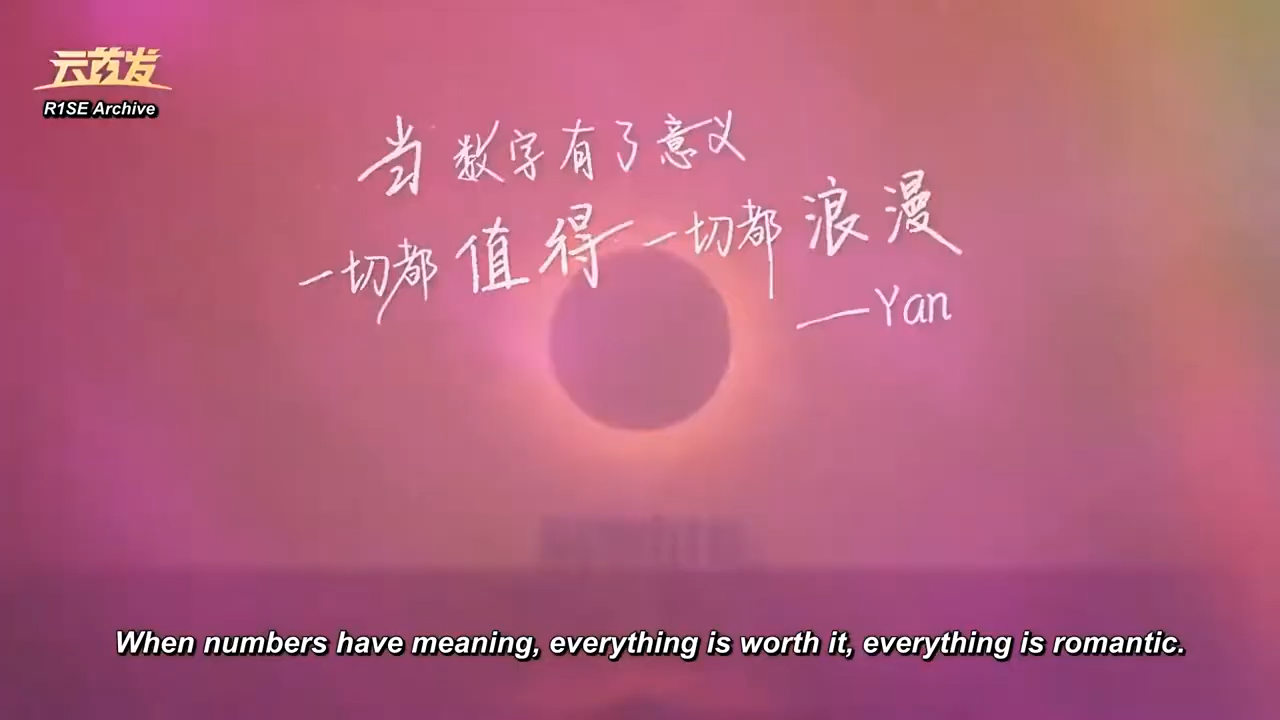 云首发
R1SE Archive
当数字有了意义
一切都值得一切都浪漫
—Yan
When numbers have meaning, everything is worth it, everything is romantic.